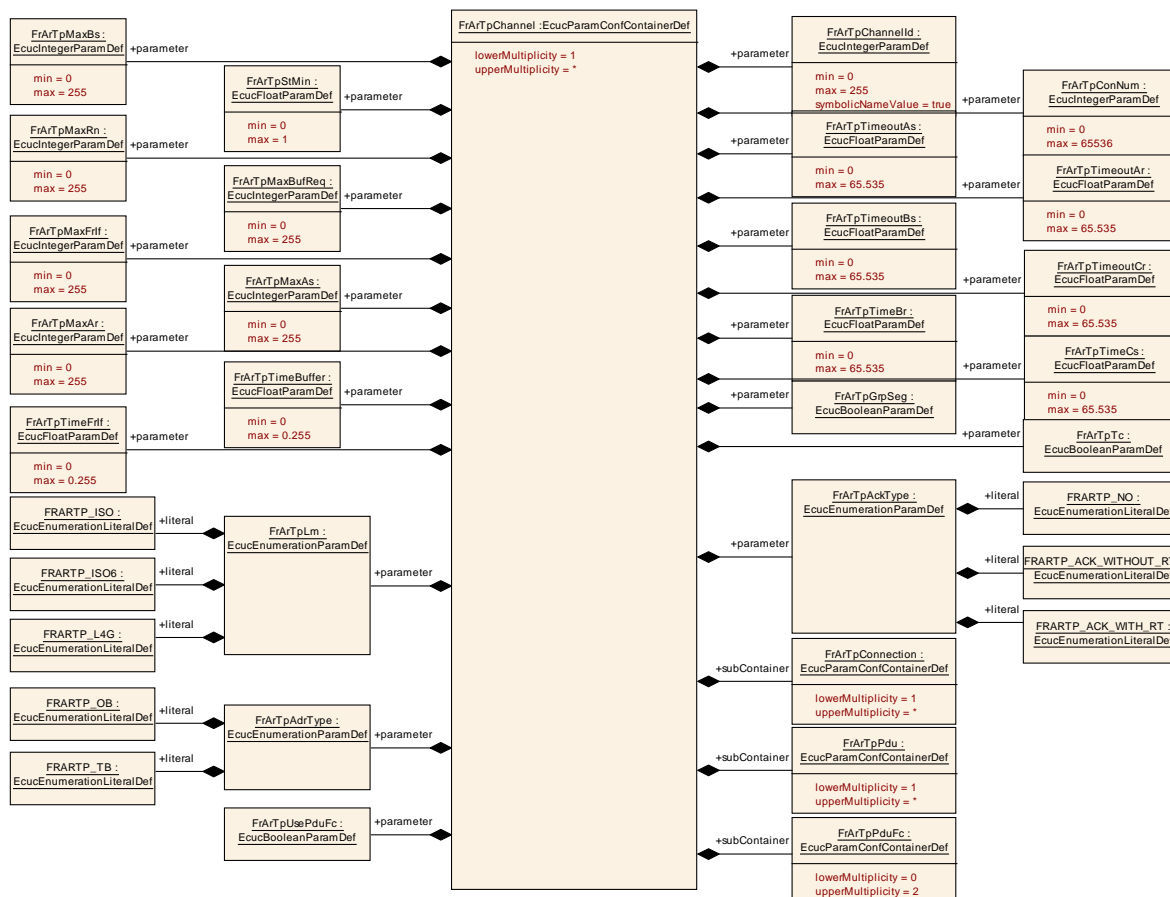 FrArTpChannel :EcucParamConfContainerDef
lowerMultiplicity = 1
upperMultiplicity = *
FrArTpMaxBs :
EcucIntegerParamDef
min = 0
max = 255
+parameter
FrArTpStMin :
EcucFloatParamDef
min = 0
max = 1
+parameter
FrArTpMaxRn :
EcucIntegerParamDef
min = 0
max = 255
+parameter
FrArTpMaxBufReq :
EcucIntegerParamDef
min = 0
max = 255
+parameter
FrArTpMaxFrIf :
EcucIntegerParamDef
min = 0
max = 255
+parameter
FrArTpMaxAs :
EcucIntegerParamDef
min = 0
max = 255
+parameter
FrArTpMaxAr :
EcucIntegerParamDef
min = 0
max = 255
+parameter
FrArTpTimeBuffer :
EcucFloatParamDef
min = 0
max = 0.255
+parameter
FrArTpTimeFrIf :
EcucFloatParamDef
min = 0
max = 0.255
+parameter
FRARTP_ISO :
EcucEnumerationLiteralDef
+literal
FRARTP_ISO6 :
EcucEnumerationLiteralDef
+literal
FRARTP_L4G :
EcucEnumerationLiteralDef
+literal
FrArTpLm :
EcucEnumerationParamDef
+parameter
FRARTP_OB :
EcucEnumerationLiteralDef
+literal
FRARTP_TB :
EcucEnumerationLiteralDef
+literal
FrArTpAdrType :
EcucEnumerationParamDef
+parameter
FrArTpUsePduFc :
EcucBooleanParamDef
+parameter
+parameter
FrArTpChannelId :
EcucIntegerParamDef
min = 0
max = 255
symbolicNameValue = true
+parameter
FrArTpConNum :
EcucIntegerParamDef
min = 0
max = 65536
+parameter
FrArTpTimeoutAs :
EcucFloatParamDef
min = 0
max = 65.535
+parameter
FrArTpTimeoutAr :
EcucFloatParamDef
min = 0
max = 65.535
+parameter
FrArTpTimeoutBs :
EcucFloatParamDef
min = 0
max = 65.535
+parameter
FrArTpTimeoutCr :
EcucFloatParamDef
min = 0
max = 65.535
+parameter
FrArTpTimeBr :
EcucFloatParamDef
min = 0
max = 65.535
+parameter
FrArTpTimeCs :
EcucFloatParamDef
min = 0
max = 65.535
+parameter
FrArTpGrpSeg :
EcucBooleanParamDef
+parameter
FrArTpTc :
EcucBooleanParamDef
+parameter
FrArTpAckType :
EcucEnumerationParamDef
+literal
FRARTP_NO :
EcucEnumerationLiteralDef
+literal
FRARTP_ACK_WITHOUT_RT
EcucEnumerationLiteralDef
+literal
FRARTP_ACK_WITH_RT :
EcucEnumerationLiteralDef
+subContainer
FrArTpConnection :
EcucParamConfContainerDef
lowerMultiplicity = 1
upperMultiplicity = *
+subContainer
FrArTpPdu :
EcucParamConfContainerDef
lowerMultiplicity = 1
upperMultiplicity = *
+subContainer
FrArTpPduFc :
EcucParamConfContainerDef
lowerMultiplicity = 0
upperMultiplicity = 2